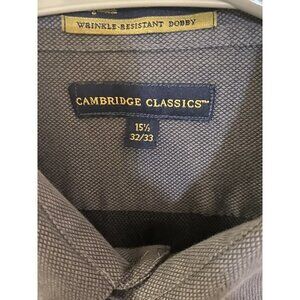 WRINKLE-RESISTANT DOBBY
CAMBRIDGE CLASSICS™
15½
32/33